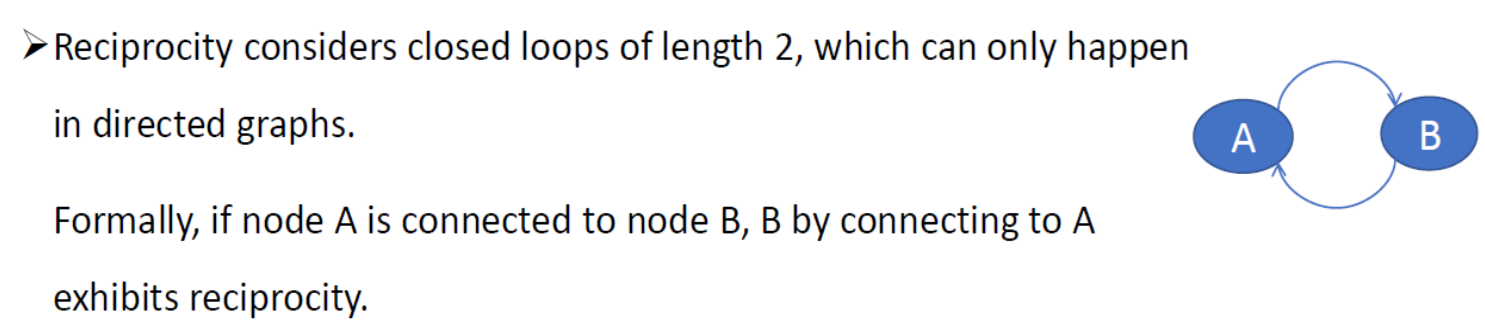 ➢Reciprocity considers closed loops of length 2, which can only happen
in directed graphs.
A
B
Formally, if node A is connected to node B, B by connecting to A
exhibits reciprocity.